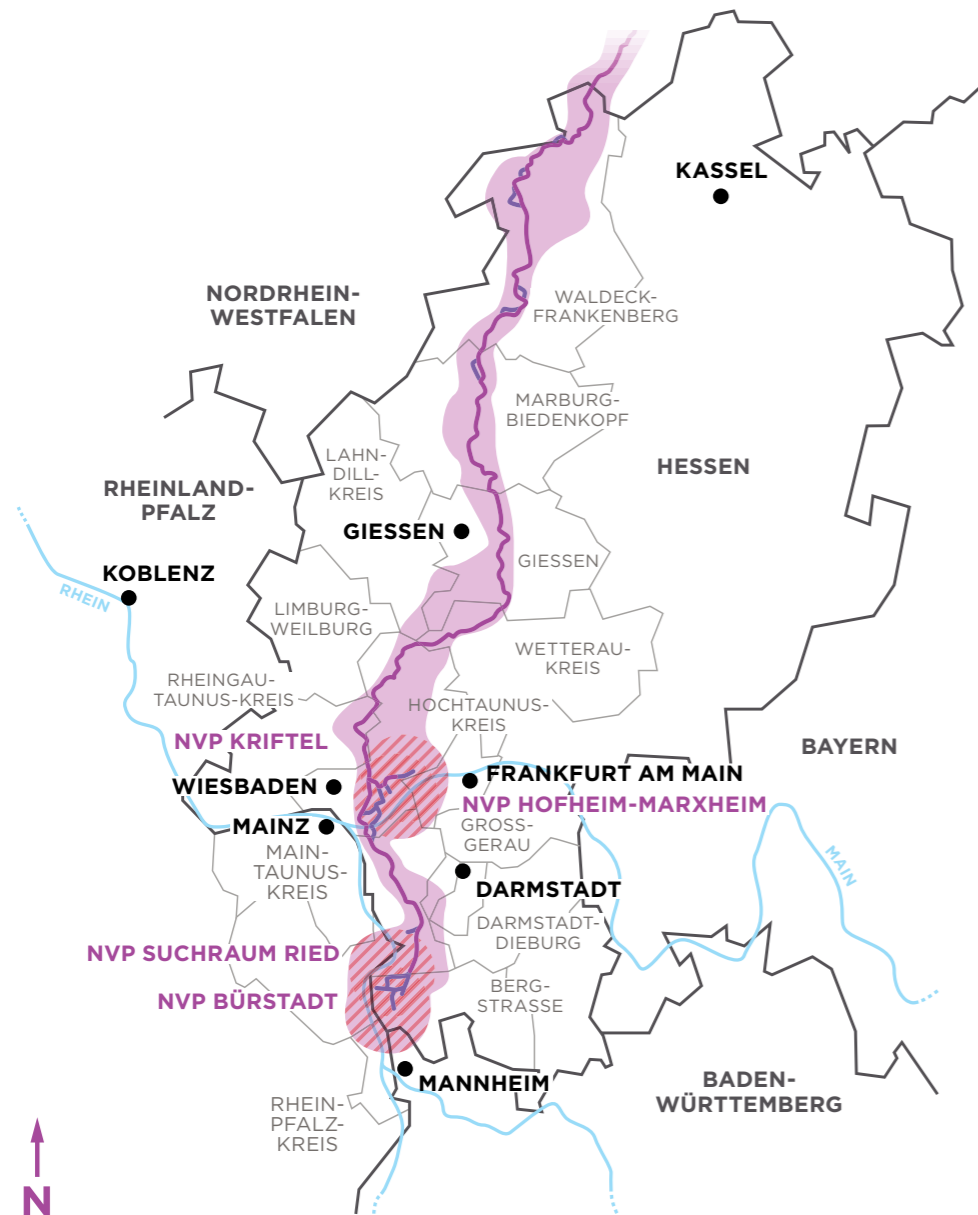 KASSEL
NORDRHEIN-
WESTFALEN
WALDECK-
FRANKENBERG
MARBURG-
BIEDENKOPF
LAHN-
DILL-
KREIS
HESSEN
RHEINLAND-
PFALZ
GIESSEN
GIESSEN
KOBLENZ
RHEIN
LIMBURG-
WEILBURG
WETTERAU-
KREIS
RHEINGAU-
TAUNUS-KREIS
HOCHTAUNUS-
KREIS
NVP KRIFTEL
BAYERN
WIESBADEN
FRANKFURT AM MAIN
NVP HOFHEIM-MARXHEIM
MAINZ
GROSS-
GERAU
MAIN-
TAUNUS-
KREIS
MAIN
DARMSTADT
DARMSTADT-
DIEBURG
NVP SUCHRAUM RIED
NVP BÜRSTADT
BERG-
STRASSE
MANNHEIM
BADEN-
WÜRTTEMBERG
RHEIN-
PFALZ-
KREIS
N